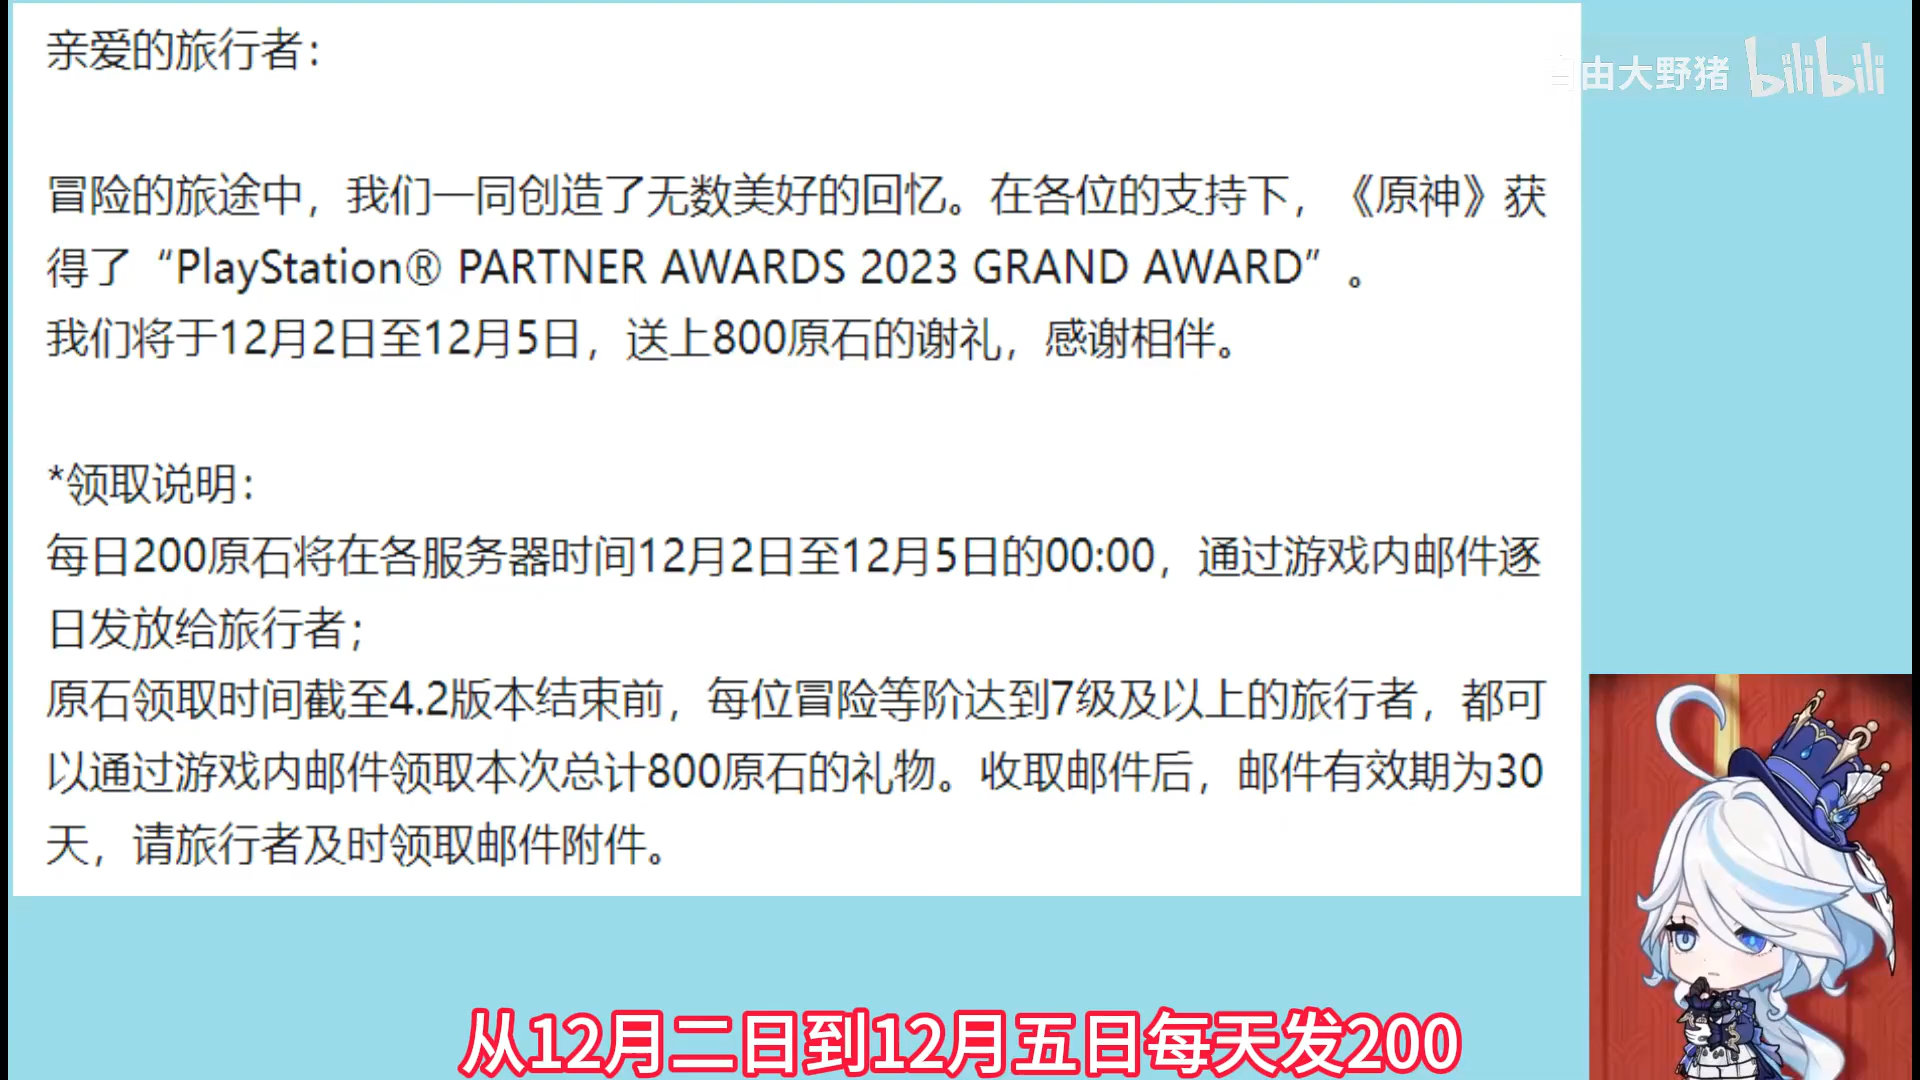 亲爱的旅行者：
自由大野猪 bilibili
冒险的旅途中，我们一同创造了无数美好的回忆。在各位的支持下，《原神》获
得了“PlayStation® PARTNER AWARDS 2023 GRAND AWARD”。
我们将于12月2日至12月5日，送上800原石的谢礼，感谢相伴。
*领取说明：
每日200原石将在各服务器时间12月2日至12月5日的00:00，通过游戏内邮件逐
日发放给旅行者；
原石领取时间截至4.2版本结束前，每位冒险等阶达到7级及以上的旅行者，都可
以通过游戏内邮件领取本次总计800原石的礼物。收取邮件后，邮件有效期为30
天，请旅行者及时领取邮件附件。
从12月二日到12月五日每天发200